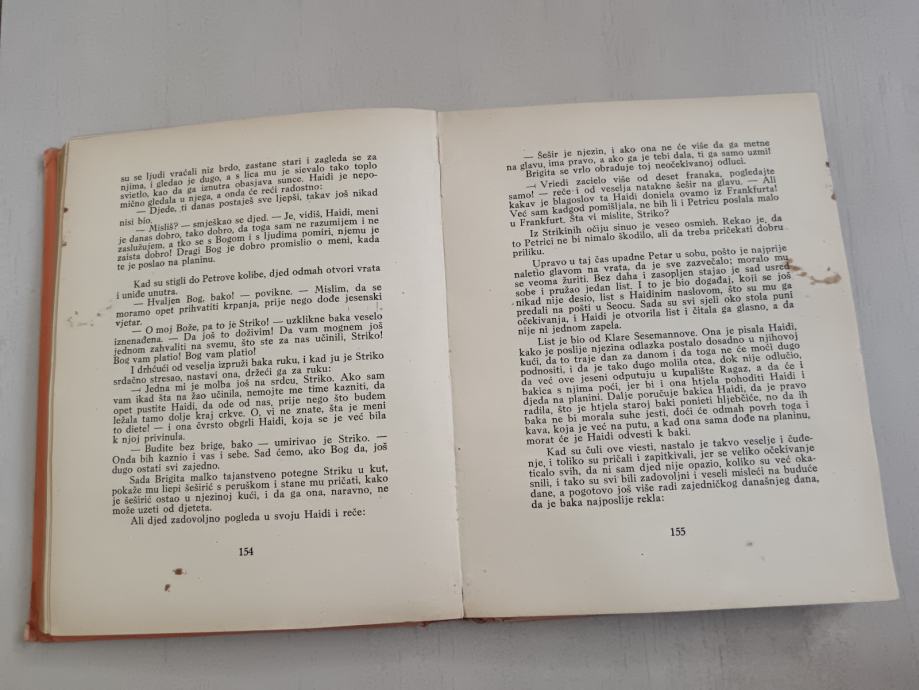 su se ljudi vraćali niz brdo, zastane stari i zagleda se za
njima, i gledao je dugo, a s lica mu je sievalo tako toplo
svietlo, kao da ga iznutra obasjava sunce. Haidi je nepo-
mično gledala u njega, a onda će reći radostno:
— Djede, ti danas postaješ sve ljepši, takav još nikad
nisi bio.
— Misliš? — smješkao se djed. — Je, vidiš, Haidi, meni
je danas dobro, tako dobro, da toga sam ne razumijem i ne
zaslužujem, a tko se s Bogom i s ljudima pomiri, njemu je
zaista dobro! Dragi Bog je dobro promislio o meni, kada
te je poslao na planinu.
Kad su stigli do Petrove kolibe, djed odmah otvori vrata
i uniđe unutra.
— Hvaljen Bog, bako! — povikne. — Mislim, da se
moramo opet prihvatiti krpanja, prije nego dođe jesenski
vjetar.
— O moj Bože, pa to je Striko! — uzklikne baka veselo
iznenađena. — Da još to doživim! Da vam mognem još
jednom zahvaliti na svemu, što ste za nas učinili, Striko!
Bog vam platio! Bog vam platio!
I drhćući od veselja izpruži baka ruku, i kad ju je Striko
srdačno stresao, nastavi ona, držeći ga za ruku:
— Jedna mi je molba još na srdcu, Striko. Ako sam
vam ikad šta na žao učinila, nemojte me time kazniti, da
opet pustite Haidi, da ode od nas, prije nego što budem
ležala tamo dolje kraj crkve. O, vi ne znate, šta je meni
to diete! — i ona čvrsto obgrli Haidi, koja se je već bila
k njoj privinula.
— Budite bez brige, bako — umirivao je Striko. —
Onda bih kaznio i vas i sebe. Sad ćemo, ako Bog da, još
dugo ostati svi zajedno.
Sada Brigita malko tajanstveno potegne Striku u kut,
pokaže mu liepi šeširić s peruškom i stane mu pričati, kako
je šeširić ostao u njezinoj kući, i da ga ona, naravno, ne
može uzeti od djeteta.
Ali djed zadovoljno pogleda u svoju Haidi i reče:
154
— Šešir je njezin, i ako ona ne će više da ga metne
na glavu, ima pravo, a ako ga je tebi dala, ti ga samo uzmi!
Brigita se vrlo obraduje toj neočekivanoj odluci.
— Vriedi zacielo više od deset franaka, pogledajte
samo! — reče i od veselja natakne šešir na glavu. — Ali
kakav je blagoslov ta Haidi doniela ovamo iz Frankfurta!
Već sam kadgod pomišljala, ne bih li i Petricu poslala malo
u Frankfurt. Šta vi mislite, Striko?
Iz Strikinih očiju sinuo je veseo osmieh. Rekao je, da
to Petrici ne bi nimalo škodilo, ali da treba pričekati dobru
priliku.
Upravo u taj čas upadne Petar u sobu, pošto je najprije
naletio glavom na vrata, da je sve zazvečalo; moralo mu
se veoma žuriti. Bez daha i zasopljen stajao je sad usred
sobe i pružao jedan list. I to je bio događaj, koji se još
nikad nije desio, list s Haidinim naslovom, što su mu ga
predali na pošti u Seocu. Sada su svi sjeli oko stola puni
očekivanja, i Haidi je otvorila list i čitala ga glasno, a da
nije ni jednom zapela.
List je bio od Klare Sesemannove. Ona je pisala Haidi,
kako je poslije njezina odlazka postalo dosadno u njihovoj
kući, da to traje dan za danom i da toga ne će moći dugo
podnositi, i da je tako dugo molila otca, dok nije odlučio,
da već ove jeseni odputuju u kupalište Ragaz, a da će i
bakica s njima poći, jer bi i ona htjela pohoditi Haidi i
djeda na planini. Dalje poručuje bakica Haidi, da je pravo
radila, što je htjela staroj baki ponieti hljebčiće, no da ih
baka ne bi morala suhe jesti, doći će odmah povrh toga i
kava, koja je već na putu, a kad ona sama dođe na planinu,
morat će je Haidi odvesti k baki.
Kad su čuli ove viesti, nastalo je takvo veselje i čuđe-
nje, i toliko su pričali i zapitkivali, jer se veliko očekivanje
ticalo svih, da ni sam djed nije opazio, koliko su već oka-
snili, i tako su svi bili zadovoljni i veseli misleći na buduće
dane, a pogotovo još više radi zajedničkog današnjeg dana,
da je baka najposlije rekla:
155